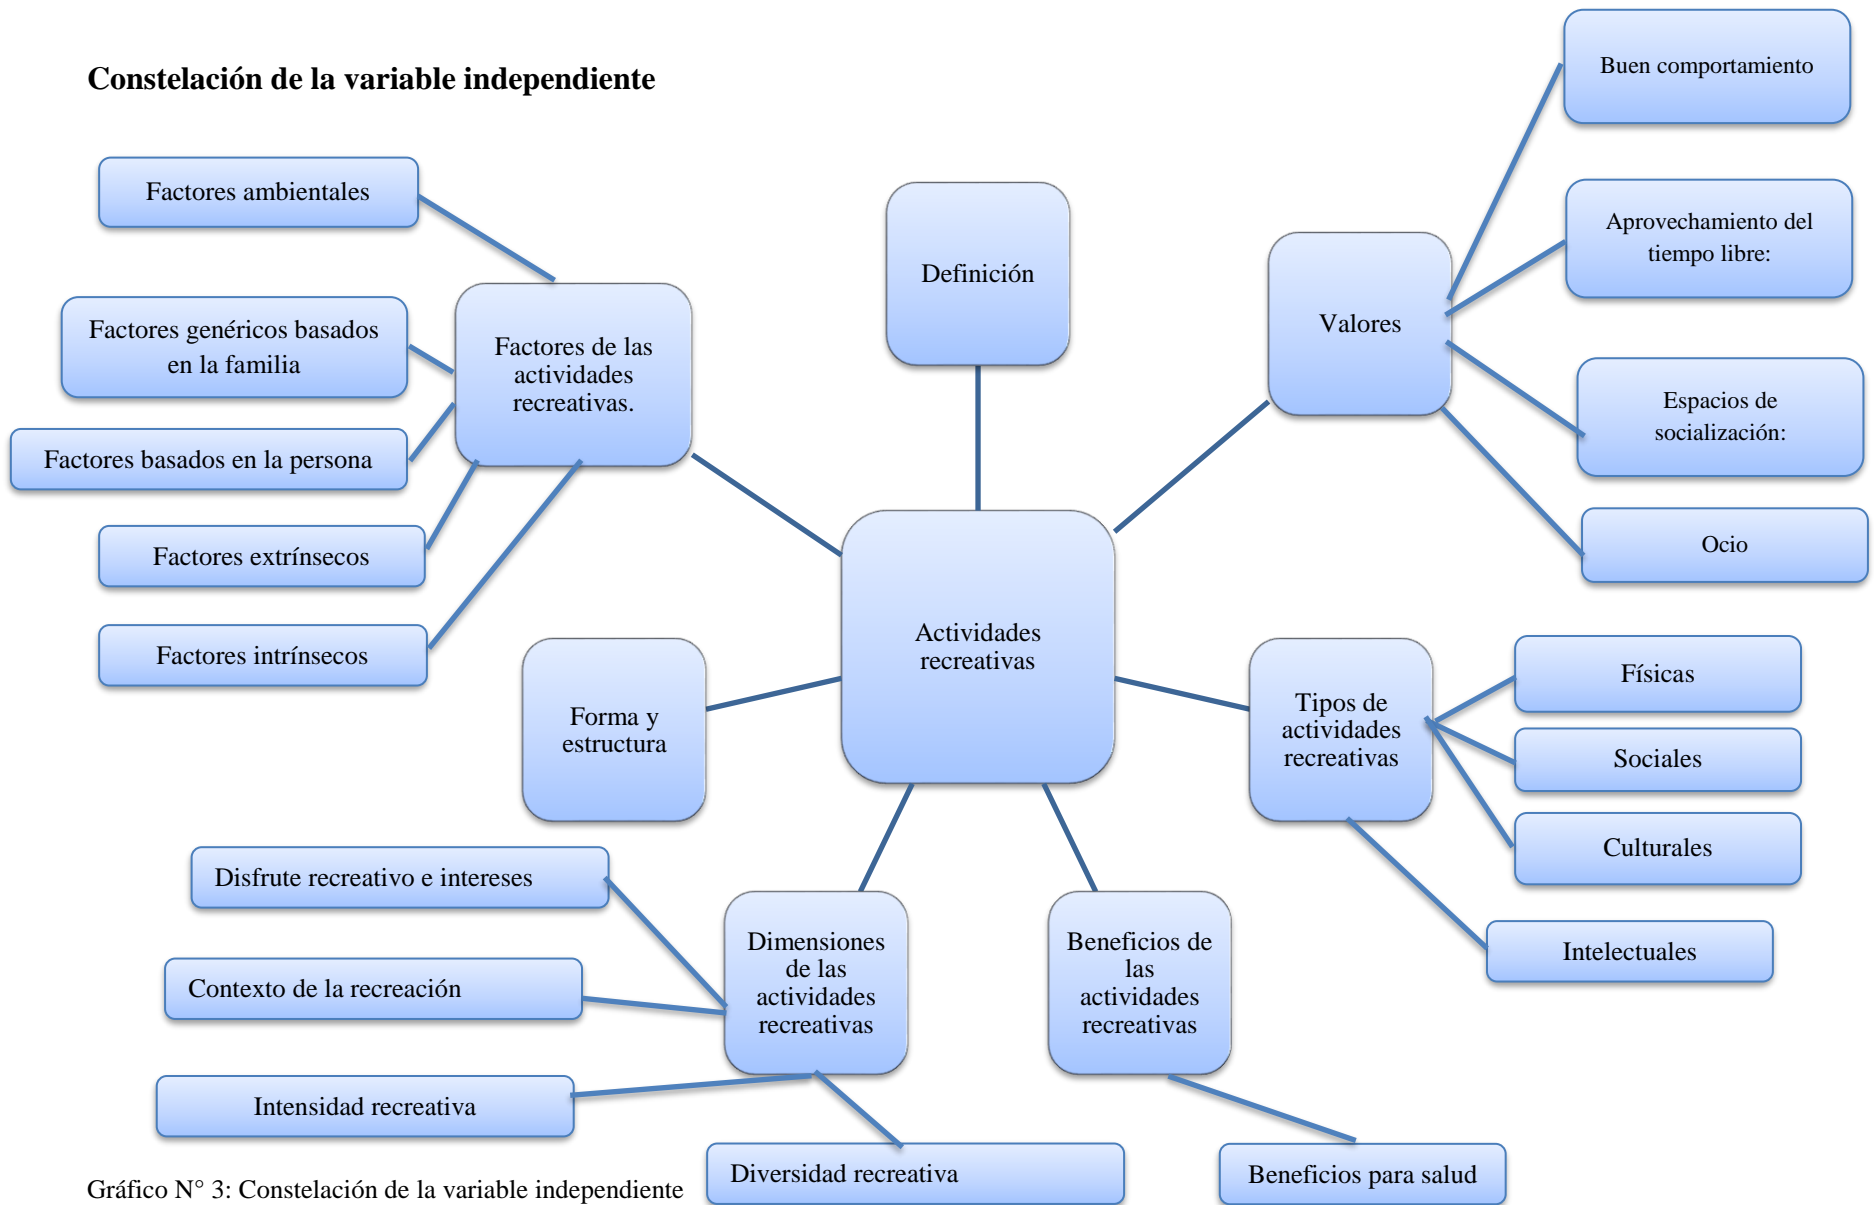 Constelación de la variable independiente
Factores ambientales
Factores genéricos basados
en la familia
Factores basados en la persona
Factores extrínsecos
Factores intrínsecos
Factores de las
actividades
recreativas.
Definición
Valores
Buen comportamiento
Aprovechamiento del
tiempo libre:
Espacios de
socialización:
Ocio
Actividades
recreativas
Forma y
estructura
Tipos de
actividades
recreativas
Físicas
Sociales
Culturales
Intelectuales
Disfrute recreativo e intereses
Contexto de la recreación
Intensidad recreativa
Diversidad recreativa
Dimensiones
de las
actividades
recreativas
Beneficios de
las
actividades
recreativas
Beneficios para salud
Gráfico N° 3: Constelación de la variable independiente